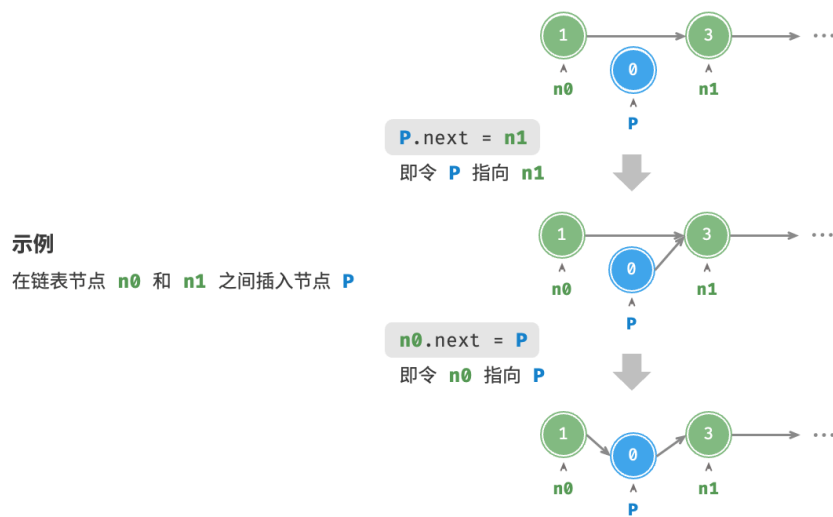 1 3 ...
0
n0 n1
P
P.next = n1
即令 P 指向 n1
1 3 ...
0
示例
在链表节点 n0 和 n1 之间插入节点 P
n0 n1
P
n0.next = P
即令 n0 指向 P
1 3 ...
0
n0 n1
P